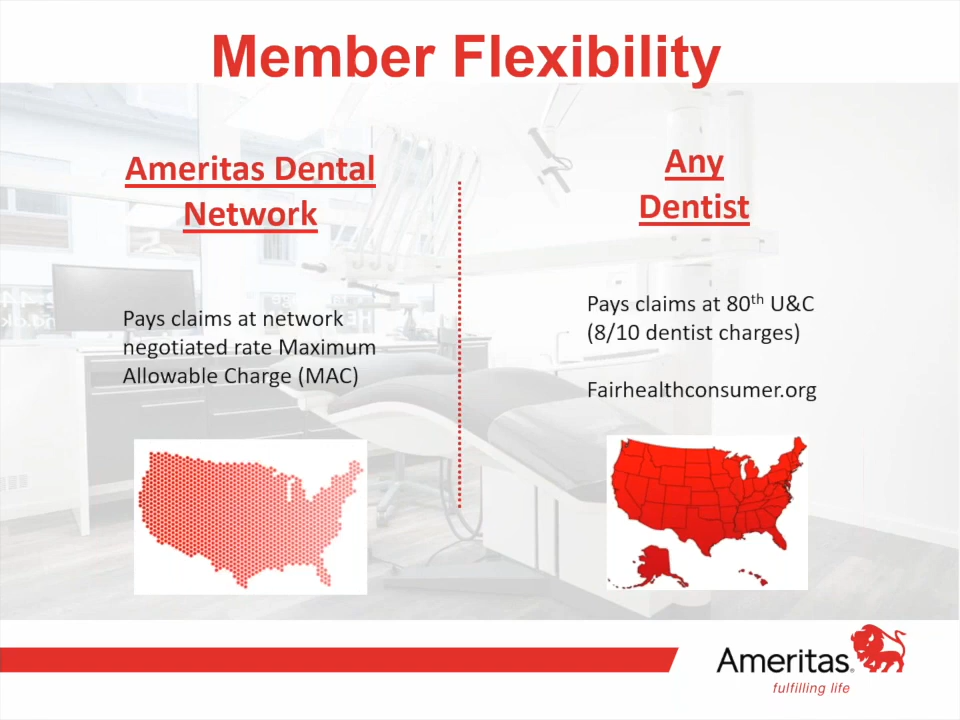 Member Flexibility
Ameritas Dental
Network
Pays claims at network
negotiated rate Maximum
Allowable Charge (MAC)
Any
Dentist
Pays claims at 80th U&C
(8/10 dentist charges)
Fairhealthconsumer.org
Ameritas®
fulfilling life